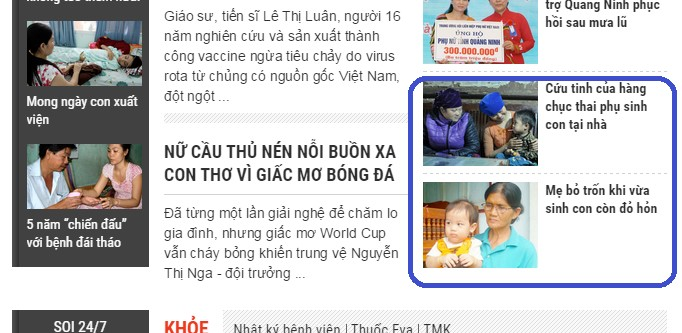 Mong ngày con xuất
viện
5 năm “chiến đấu”
với bệnh đái tháo
Giáo sư, tiến sĩ Lê Thị Luân, người 16
năm nghiên cứu và sản xuất thành
công vaccine ngừa tiêu chảy do virus
rota từ chủng có nguồn gốc Việt Nam,
đột ngột ...
NỮ CẦU THỦ NÉN NỖI BUỒN XA
CON THƠ VÌ GIẤC MƠ BÓNG ĐÁ
Đã từng một lần giải nghệ để chăm lo
gia đình, nhưng giấc mơ World Cup
vẫn cháy bỏng khiến trung vệ Nguyễn
Thị Nga - đội trưởng ...
trợ Quảng Ninh phục
hồi sau mưa lũ
ỦNG HỘ
PHỤ NỮ TỈNH QUẢNG NINH
300.000.000đ
Cứu tinh của hàng
chục thai phụ sinh
con tại nhà
Mẹ bỏ trốn khi vừa
sinh con còn đỏ hỏn
SOI 24/7
KHỎE
Nhật ký bệnh viện | Thuốc Eva | TMK